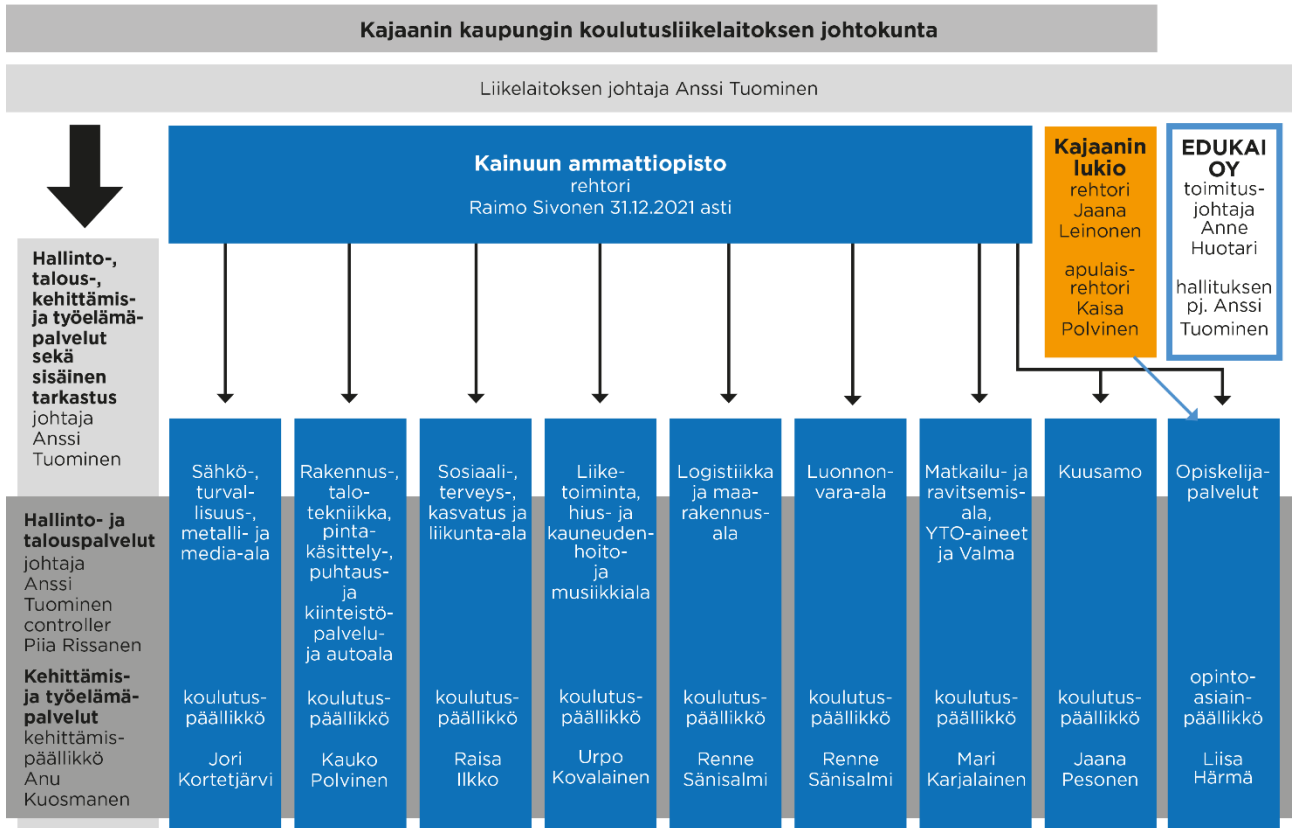 Kajaanin kaupungin koulutusliikelaitoksen johtokunta
Liikelaitoksen johtaja Anssi Tuominen
Kainuun ammattiopisto
rehtori
Raimo Sivonen 31.12.2021 asti
Kajaanin
lukio
rehtori
Jaana
Leinonen
apulais-
rehtori
Kaisa
Polvinen
EDUKAI
OY
toimitus-
johtaja
Anne
Huotari
hallituksen
pj. Anssi
Tuominen
Hallinto-,
talous-,
kehittämis-
ja työelämä-
palvelut
sekä
sisäinen
tarkastus
johtaja
Anssi
Tuominen
Hallinto- ja
talouspalvelut
johtaja
Anssi
Tuominen
controller
Piia Rissanen
Kehittämis-
ja työelämä-
palvelut
kehittämis-
päällikkö
Anu
Kuosmanen
Sähkö-,
turval-
lisuus-,
metalli- ja
media-ala
koulutus-
päällikkö
Jori
Kortetjärvi
Rakennus-,
talo-
tekniikka,
pinta-
käsittely-,
puhtaus-
ja
kiinteistö-
palvelu-
ja autoala
koulutus-
päällikkö
Kauko
Polvinen
Sosiaali-,
terveys-,
kasvatus ja
liikunta-ala
koulutus-
päällikkö
Raisa
Ilkko
Liike-
toiminta,
hius- ja
kauneuden-
hoito-
ja
musiikkiala
koulutus-
päällikkö
Urpo
Kovalainen
Logistiikka
ja maa-
rakennus-
ala
koulutus-
päällikkö
Renne
Sänisalmi
Luonnon-
vara-ala
koulutus-
päällikkö
Renne
Sänisalmi
Matkailu- ja
ravitsemis-
ala,
YTO-aineet
ja Valma
koulutus-
päällikkö
Mari
Karjalainen
Kuusamo
koulutus-
päällikkö
Jaana
Pesonen
Opiskelija-
palvelut
opinto-
asiain-
päällikkö
Liisa
Härmä